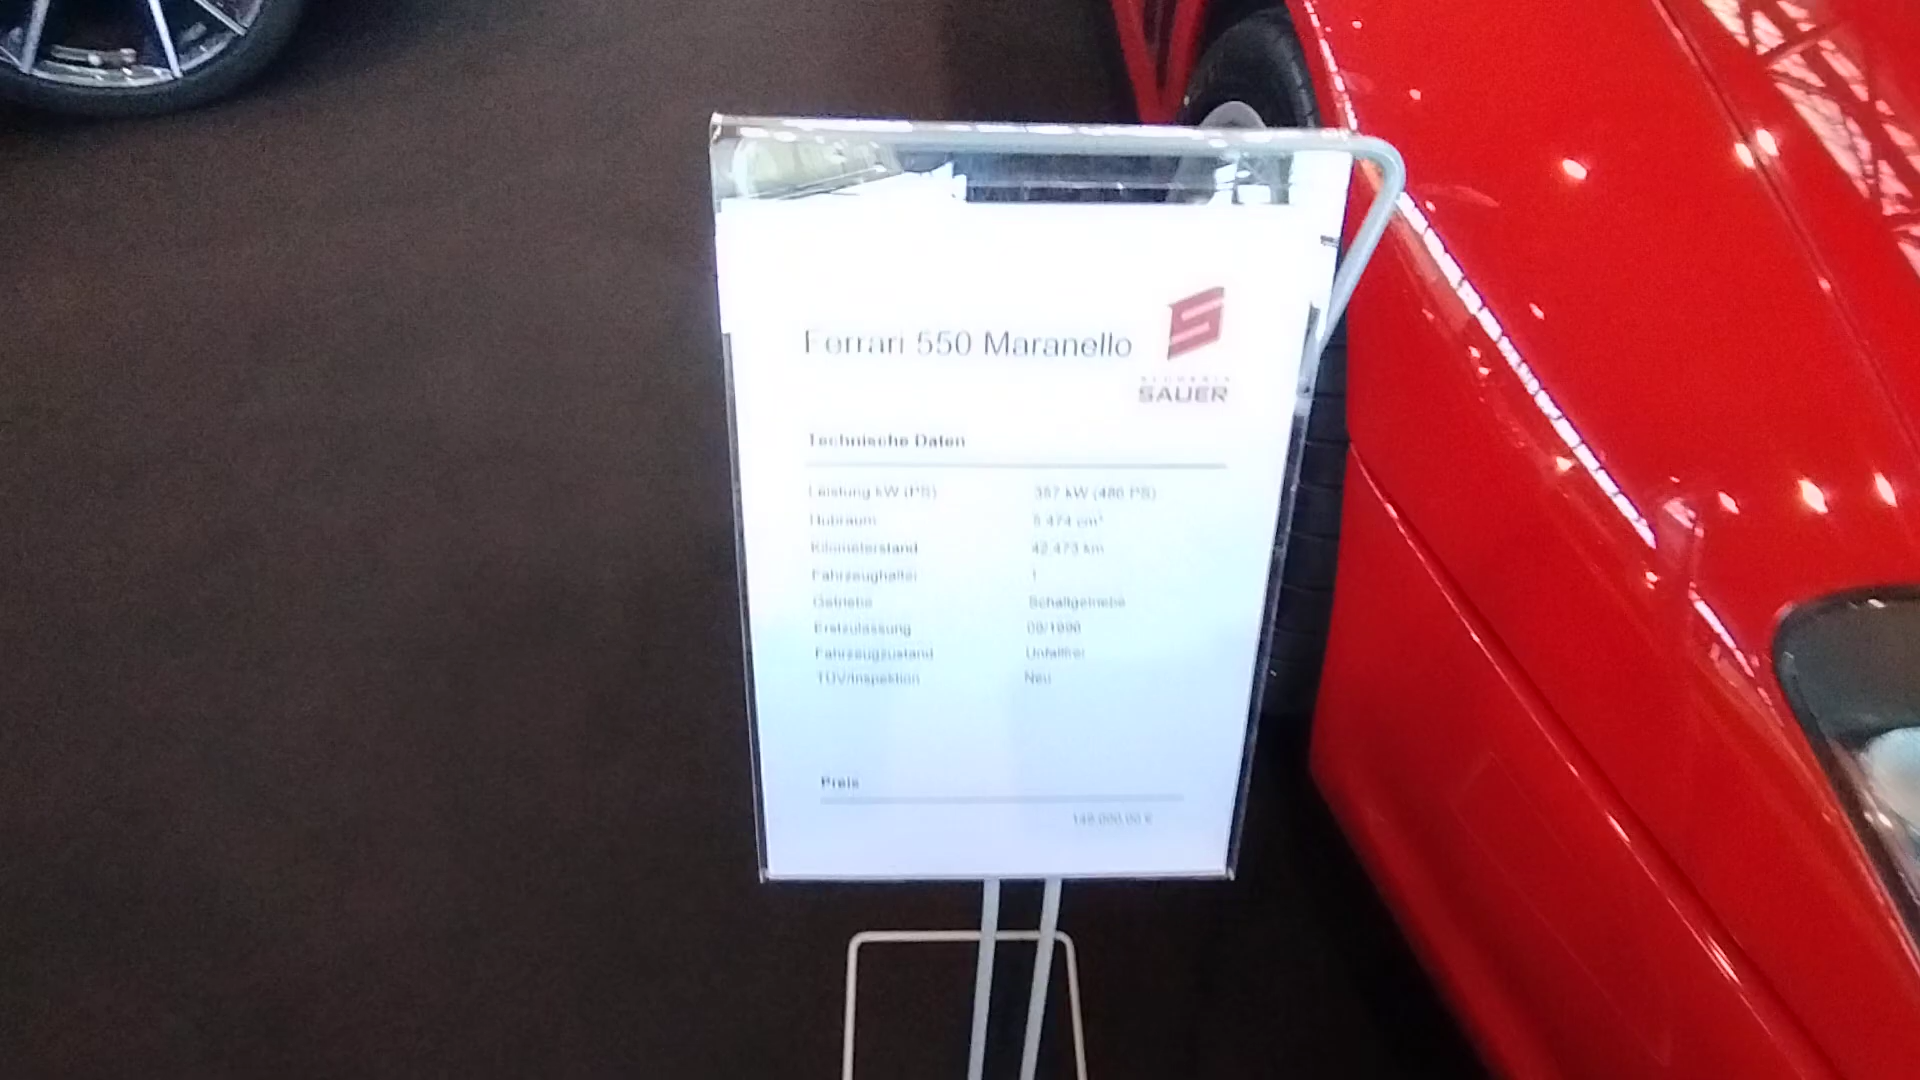 Ferrari 550 Maranello
SAUER
Technische Daten
Leistung kW (PS) 357 kW (486 PS)
Hubraum 5.474 cm³
Kilometerstand 42.473 km
Fahrzeughalter 1
Getriebe Schaltgetriebe
Erstzulassung
Fahrzeugzustand Unfallfrei
TÜV/Inspektion Neu
Preis